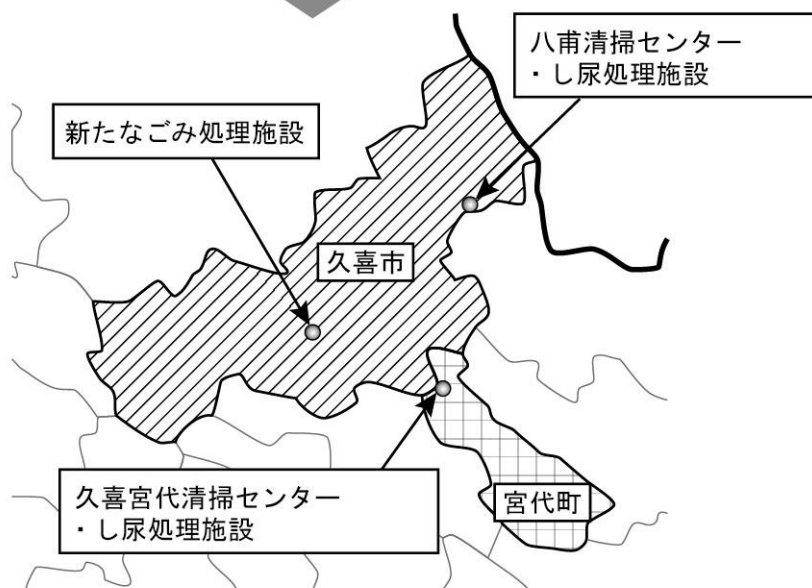 八甫清掃センター
・し尿処理施設
新たなごみ処理施設
久喜市
久喜宮代清掃センター
・し尿処理施設
宮代町